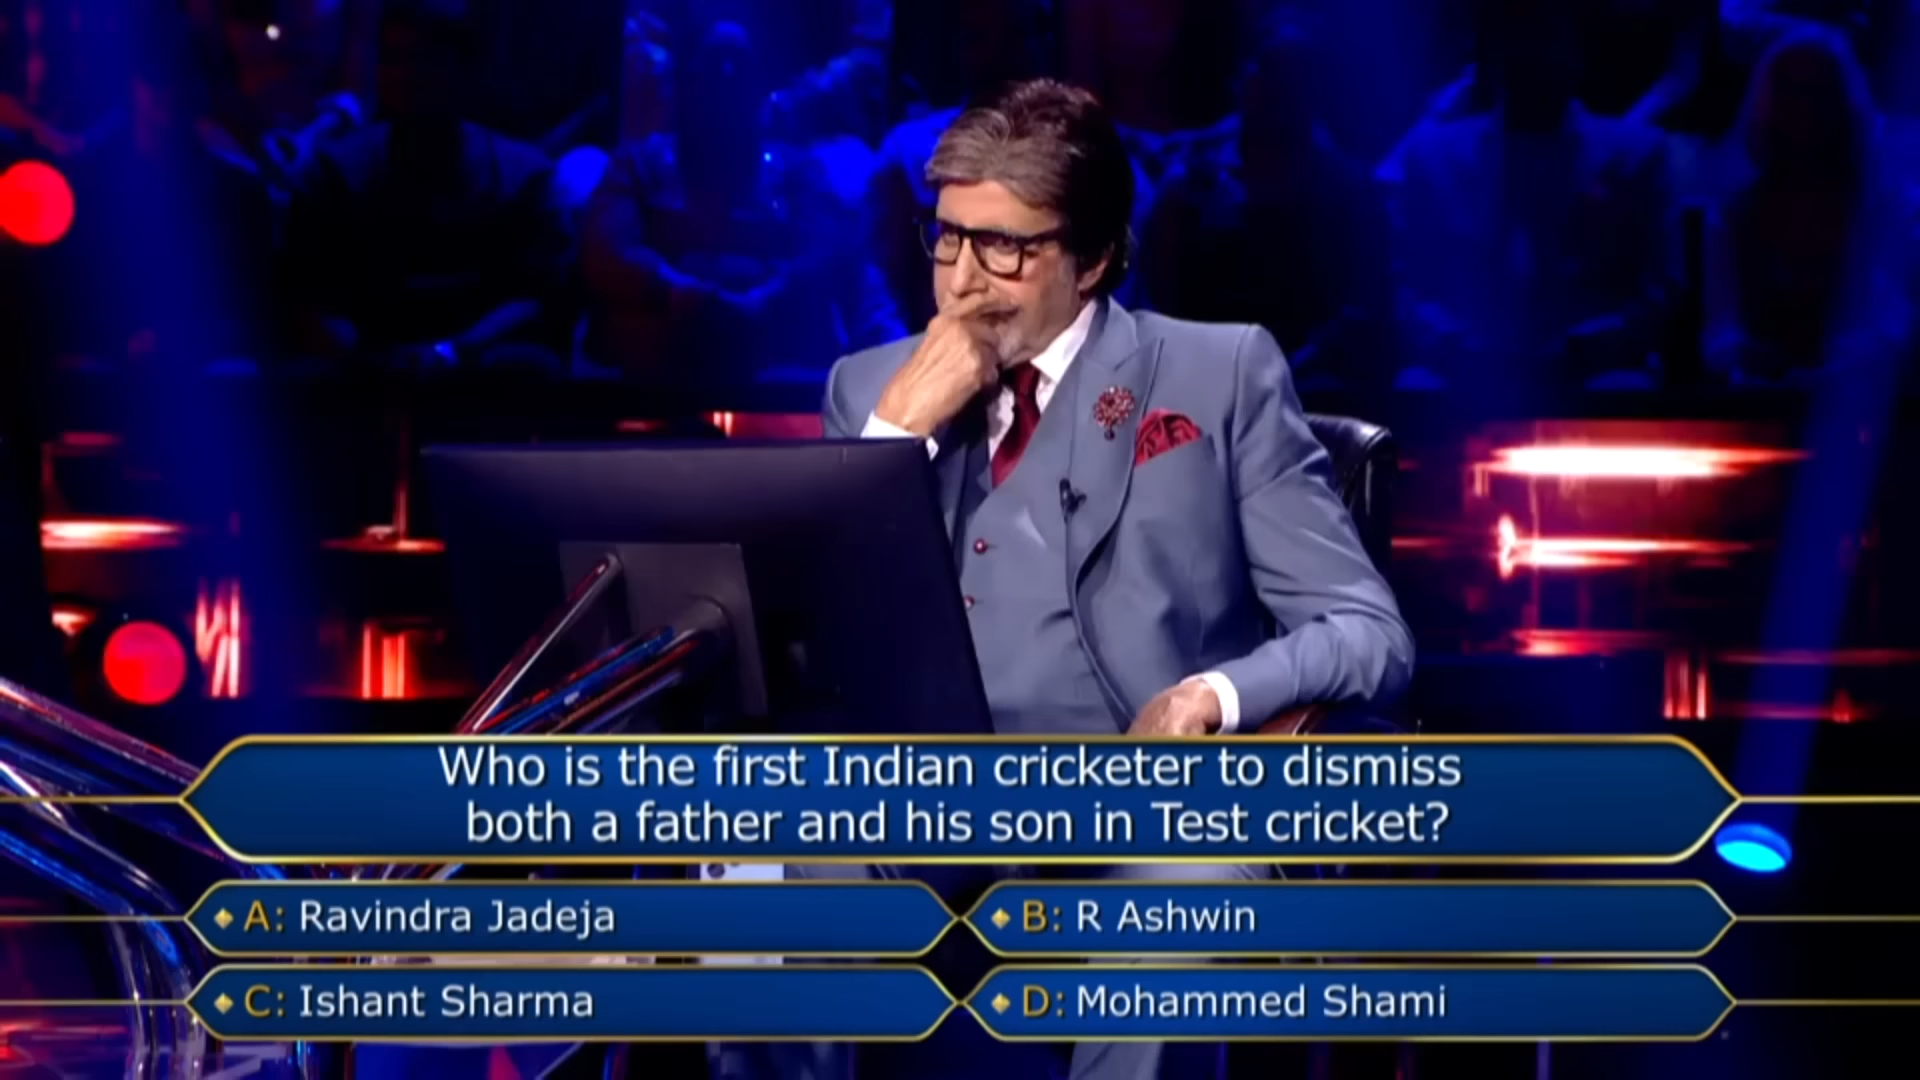 Who is the first Indian cricketer to dismiss
both a father and his son in Test cricket?
A: Ravindra Jadeja
B: R Ashwin
C: Ishant Sharma
D: Mohammed Shami